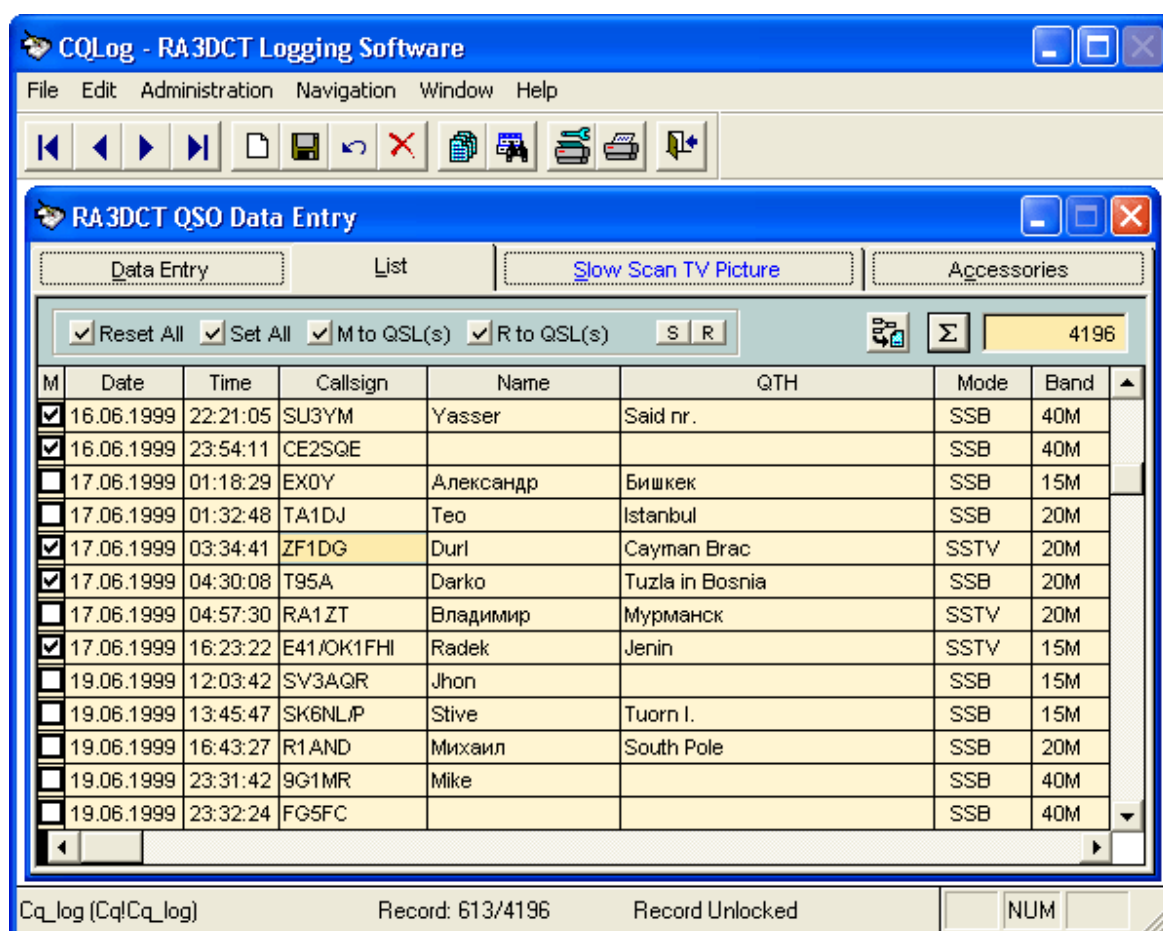 CQLog - RA3DCT Logging Software
File Edit Administration Navigation Window Help
RA3DCT QSO Data Entry
Data Entry List Slow Scan TV Picture Accessories
Reset All Set All M to QSL(s) R to QSL(s) S R Σ 4196
M Date Time Callsign Name QTH Mode Band
16.06.1999 22:21:05 SU3YM Yasser Said nr. SSB 40M
16.06.1999 23:54:11 CE2SQE SSB 40M
17.06.1999 01:18:29 EX0Y Александр Бишкек SSB 15M
17.06.1999 01:32:48 TA1DJ Teo Istanbul SSB 20M
17.06.1999 03:34:41 ZF1DG Durl Cayman Brac SSTV 20M
17.06.1999 04:30:08 T95A Darko Tuzla in Bosnia SSB 20M
17.06.1999 04:57:30 RA1ZT Владимир Мурманск SSTV 20M
17.06.1999 16:23:22 E41/OK1FHI Radek Jenin SSTV 15M
19.06.1999 12:03:42 SV3AQR Jhon SSB 15M
19.06.1999 13:45:47 SK6NL/P Stive Tuorn I. SSB 15M
19.06.1999 16:43:27 R1AND Михаил South Pole SSB 20M
19.06.1999 23:31:42 9G1MR Mike SSB 40M
19.06.1999 23:32:24 FG5FC SSB 40M
Cq_log (Cq!Cq_log) Record: 613/4196 Record Unlocked NUM